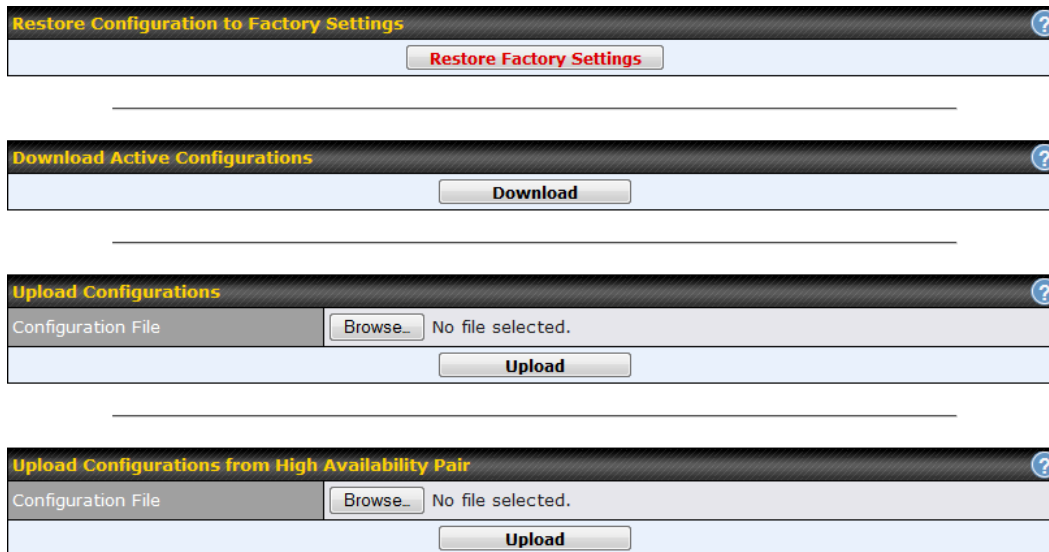 Restore Configuration to Factory Settings ?
Restore Factory Settings
Download Active Configurations ?
Download
Upload Configurations ?
Configuration File Browse… No file selected.
Upload
Upload Configurations from High Availability Pair ?
Configuration File Browse… No file selected.
Upload